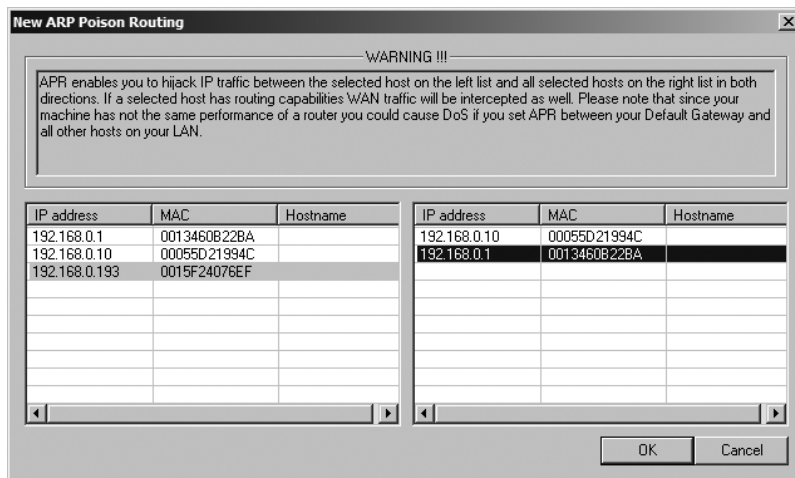 New ARP Poison Routing
WARNING !!!
APR enables you to hijack IP traffic between the selected host on the left list and all selected hosts on the right list in both
directions. If a selected host has routing capabilities WAN traffic will be intercepted as well. Please note that since your
machine has not the same performance of a router you could cause DoS if you set APR between your Default Gateway and
all other hosts on your LAN.
IP address MAC Hostname
192.168.0.1 0013460B22BA
192.168.0.10 00055D21994C
192.168.0.193 0015F24076EF
IP address MAC Hostname
192.168.0.10 00055D21994C
192.168.0.1 0013460B22BA
OK Cancel